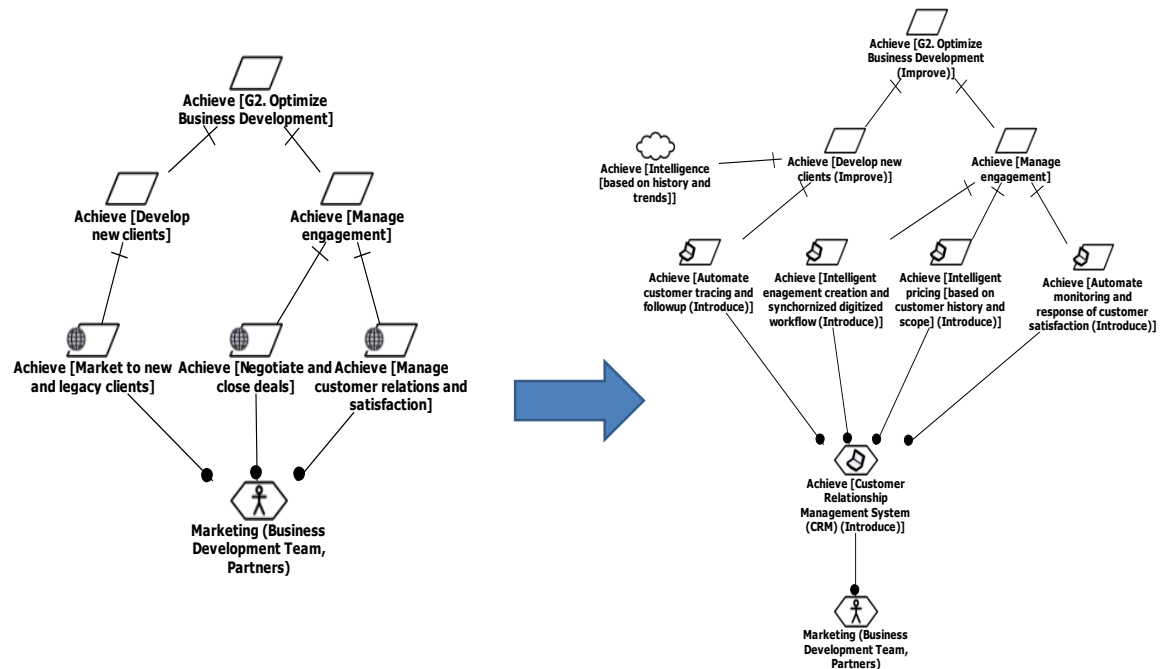 Achieve [G2. Optimize
Business Development]
Achieve [Develop
new clients]
Achieve [Manage
engagement]
Achieve [Market to new
and legacy clients]
Achieve [Negotiate and
close deals]
Achieve [Manage
customer relations and
satisfaction]
Marketing (Business
Development Team,
Partners)
Achieve [G2. Optimize
Business Development
(Improve)]
Achieve [Intelligence
[based on history and
trends]]
Achieve [Develop new
clients (Improve)]
Achieve [Manage
engagement]
Achieve [Automate
customer tracing and
followup (Introduce)]
Achieve [Intelligent
enagement creation and
synchornized digitized
workflow (Introduce)]
Achieve [Intelligent
pricing [based on
customer history and
scope] (Introduce)]
Achieve [Automate
monitoring and
response of customer
satisfaction (Introduce)]
Achieve [Customer
Relationship
Management System
(CRM) (Introduce)]
Marketing (Business
Development Team,
Partners)